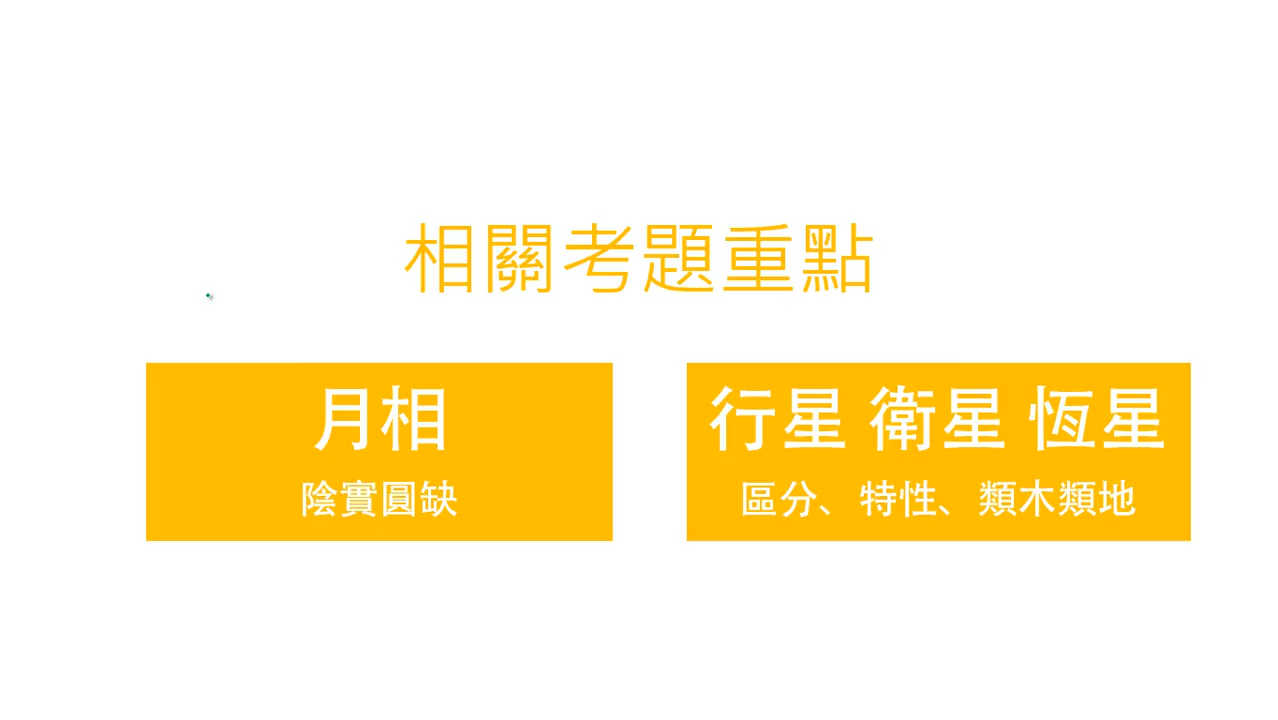 相關考題重點
月相
陰實圓缺
行星 衛星 恆星
區分、特性、類木類地